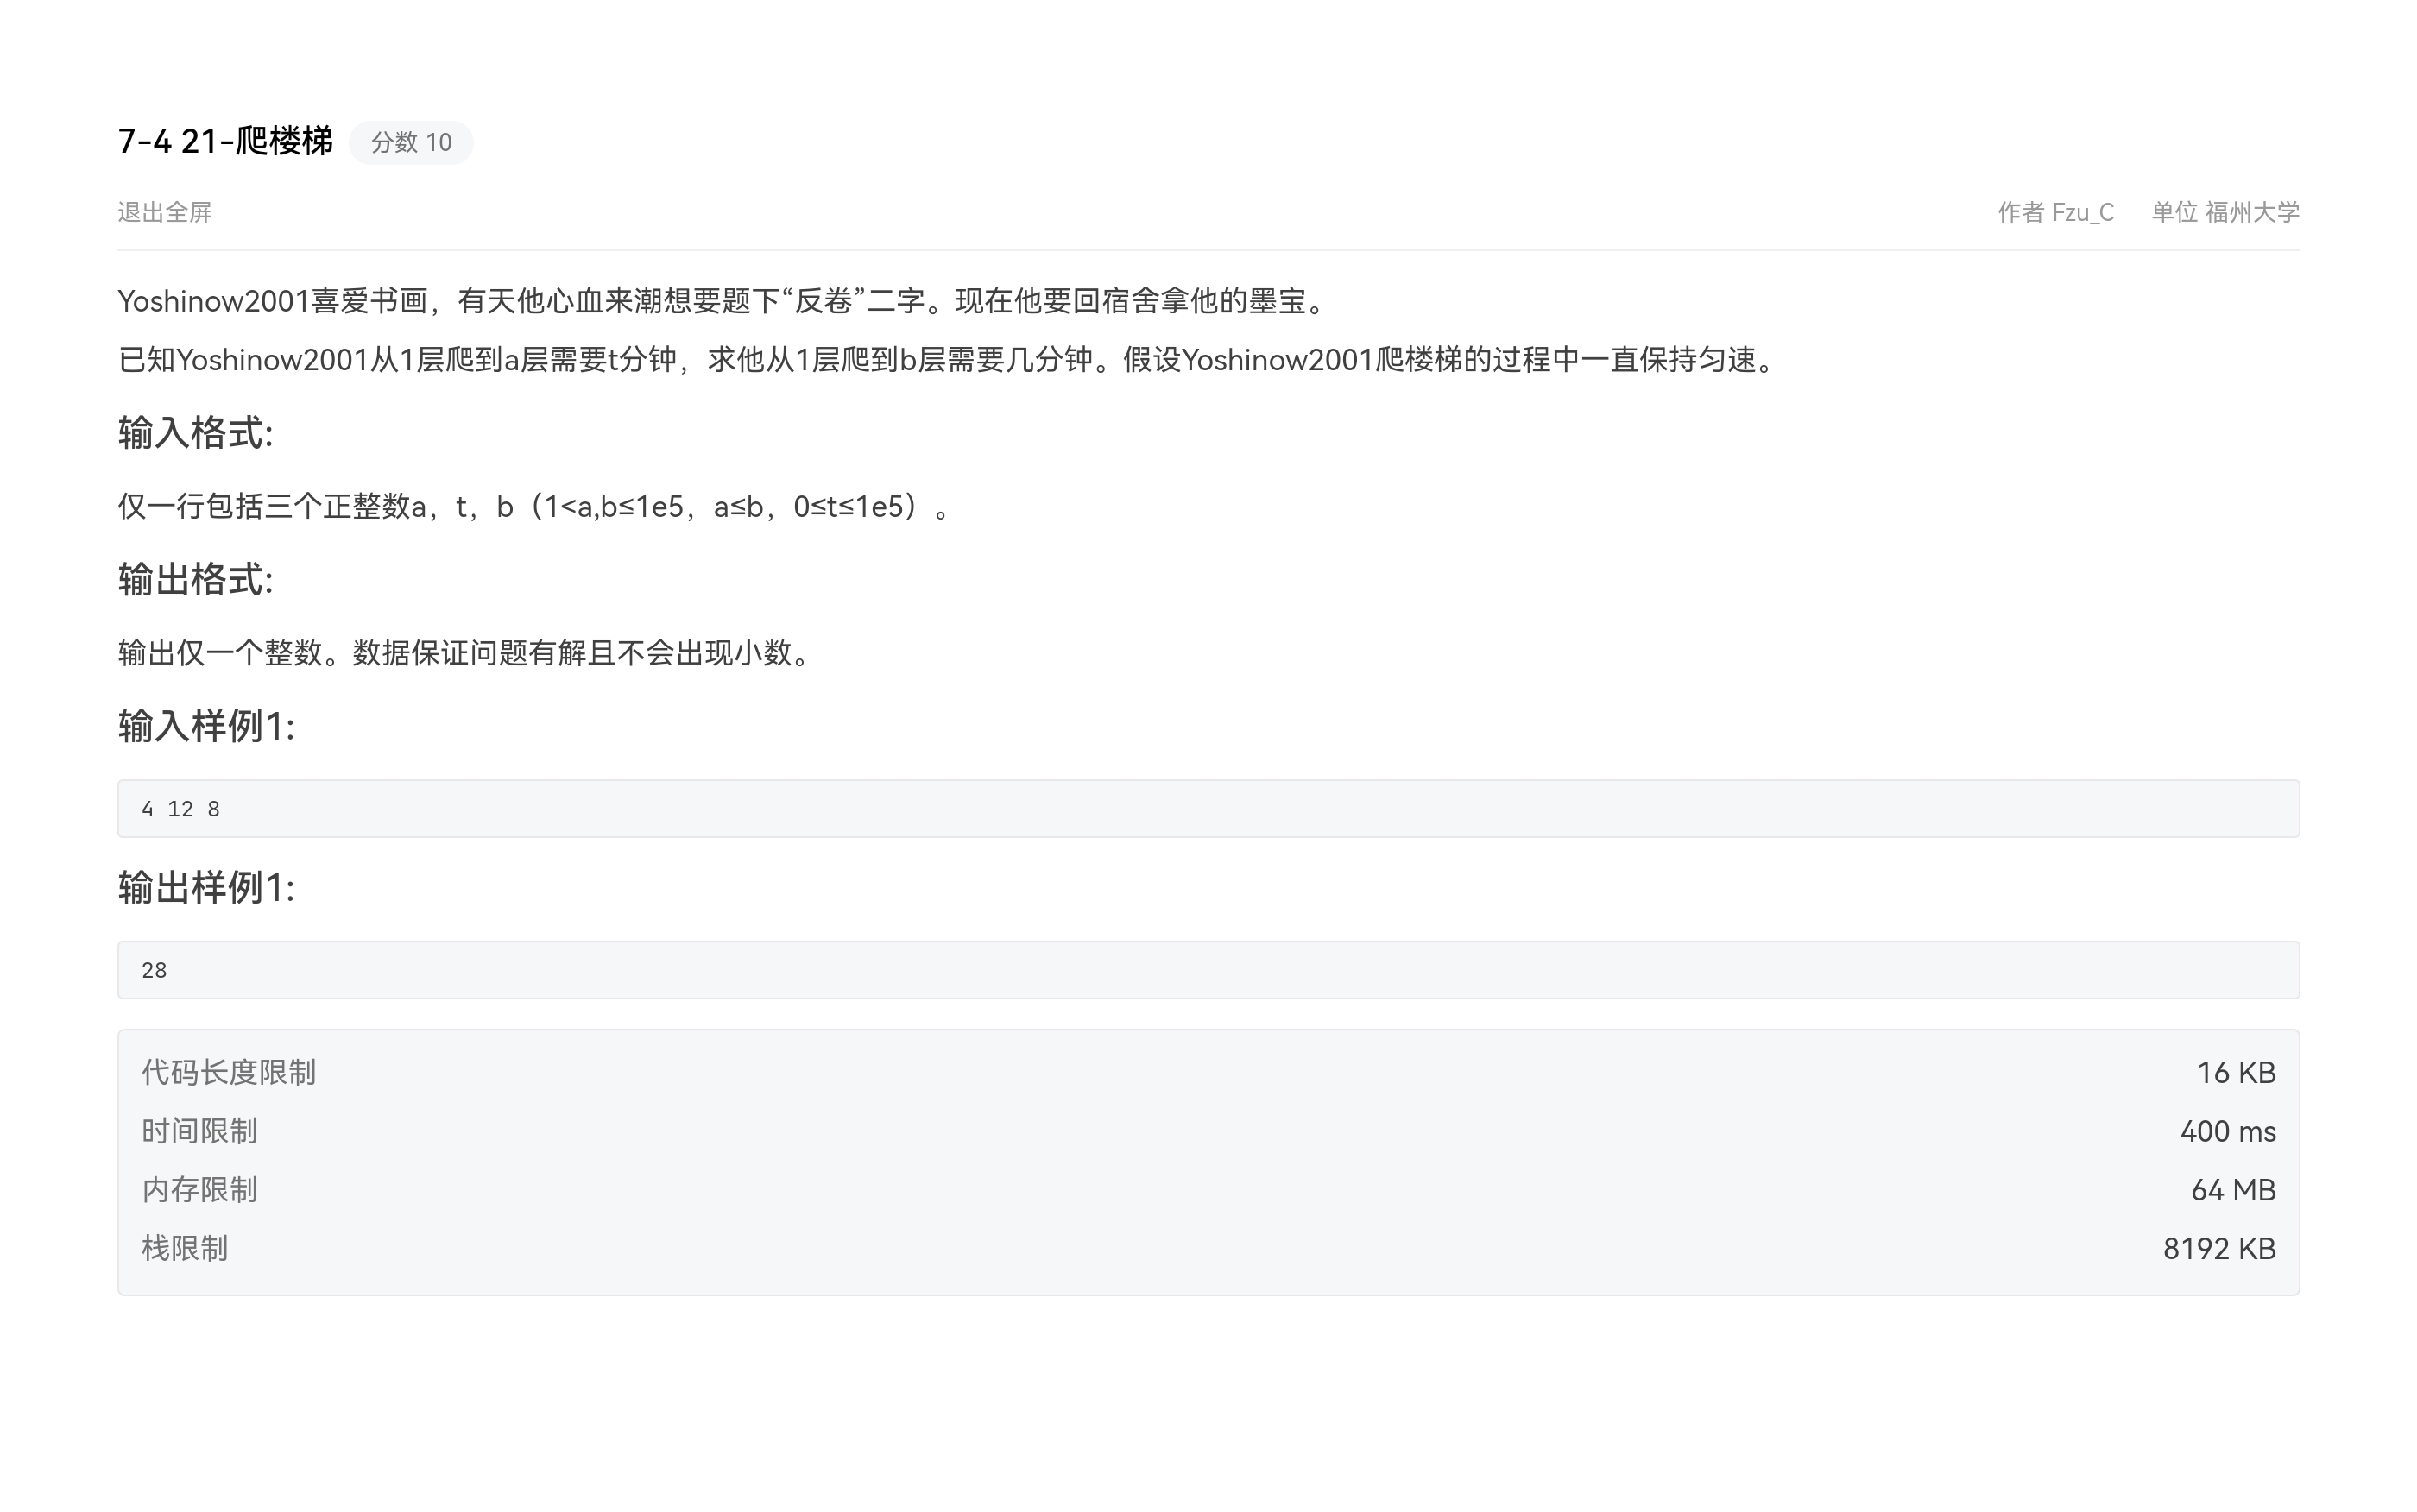 7-4 21-爬楼梯 分数 10
退出全屏 作者 Fzu_C 单位 福州大学
Yoshinow2001喜爱书画，有天他心血来潮想要题下“反卷”二字。现在他要回宿舍拿他的墨宝。
已知Yoshinow2001从1层爬到a层需要t分钟，求他从1层爬到b层需要几分钟。假设Yoshinow2001爬楼梯的过程中一直保持匀速。
输入格式:
仅一行包括三个正整数a，t，b（1<a,b≤1e5，a≤b，0≤t≤1e5）。
输出格式:
输出仅一个整数。数据保证问题有解且不会出现小数。
输入样例1:
4 12 8
输出样例1:
28
代码长度限制 16 KB
时间限制 400 ms
内存限制 64 MB
栈限制 8192 KB